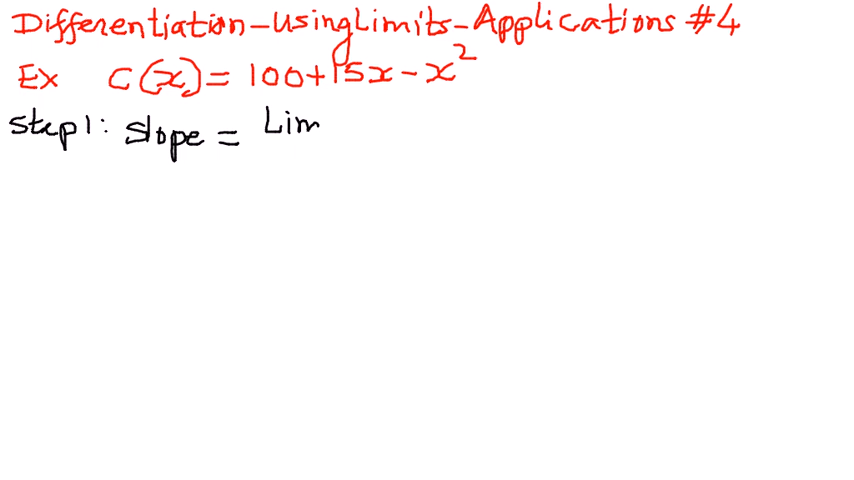 Differentiation-UsingLimits-Applications #4
Ex C(x) = 100+15x-x²
step1: Slope = Lim